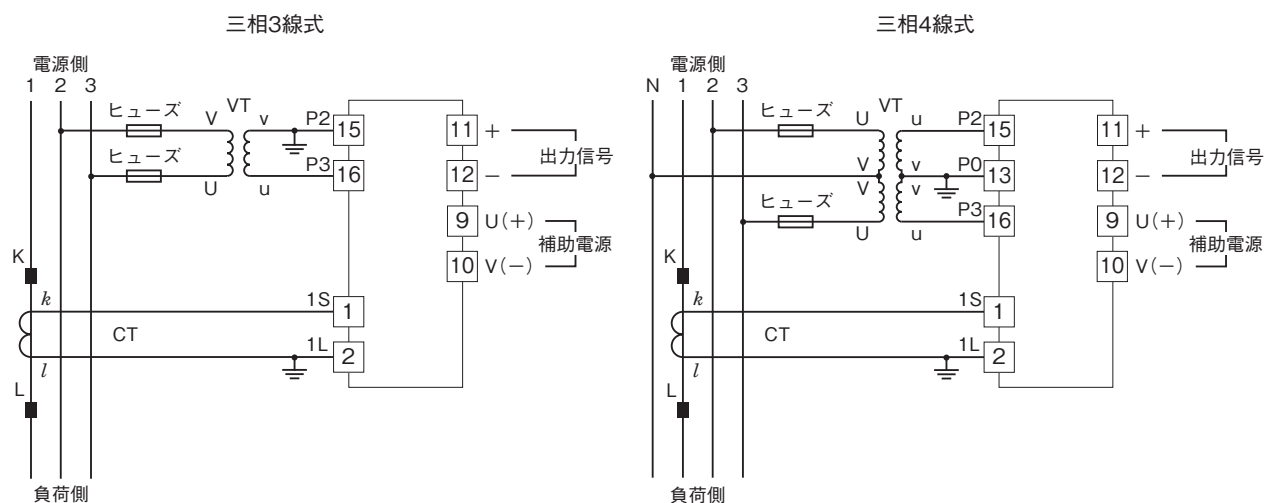 三相3線式
電源側
1 2 3
ヒューズ V VT v P2 15 11 +
出力信号
ヒューズ U u P3 16 12 −
9 U(+)
補助電源
10 V(−)
K
k 1S 1
CT
l 1L 2
L
負荷側
三相4線式
電源側
N 1 2 3
ヒューズ U VT u P2 15 11 +
出力信号
V v P0 13 12 −
ヒューズ V v
U u P3 16 9 U(+)
補助電源
10 V(−)
K
k 1S 1
CT
l 1L 2
L
負荷側